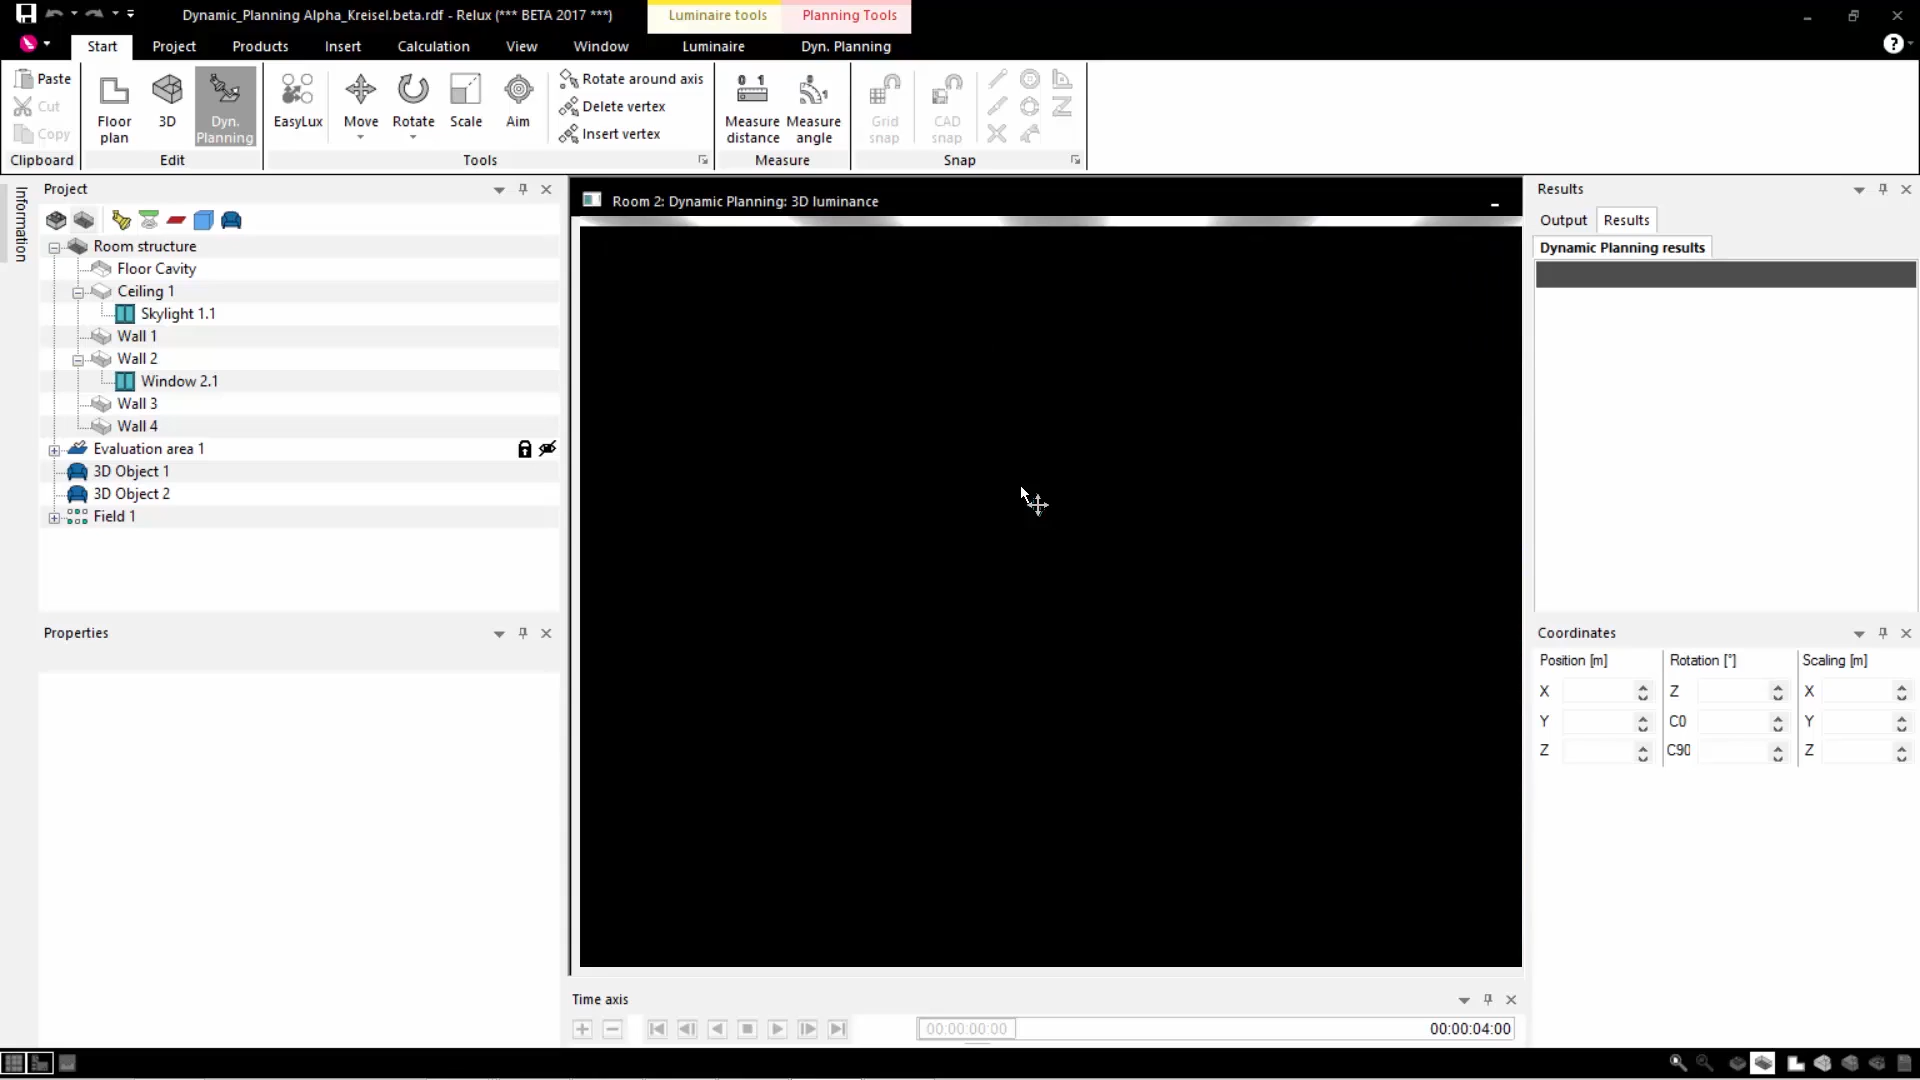 Dynamic_Planning Alpha_Kreisel.beta.rdf - Relux (*** BETA 2017 ***)
Luminaire tools
Planning Tools
Start
Project
Products
Insert
Calculation
View
Window
Luminaire
Dyn. Planning
?
Paste
Cut
Copy
Clipboard
Floor plan
3D
Dyn. Planning
Edit
EasyLux
Move
Rotate
Scale
Aim
Rotate around axis
Delete vertex
Insert vertex
Tools
0 1
Measure distance
Measure angle
Measure
Grid snap
CAD snap
Snap
Information
Project
Room structure
Floor Cavity
Ceiling 1
Skylight 1.1
Wall 1
Wall 2
Window 2.1
Wall 3
Wall 4
Evaluation area 1
3D Object 1
3D Object 2
Field 1
Properties
Room 2: Dynamic Planning: 3D luminance
Time axis
00:00:00:00
00:00:04:00
Results
Output
Results
Dynamic Planning results
Coordinates
Position [m]
Rotation [°]
Scaling [m]
X
Z
X
Y
C0
Y
Z
C90
Z